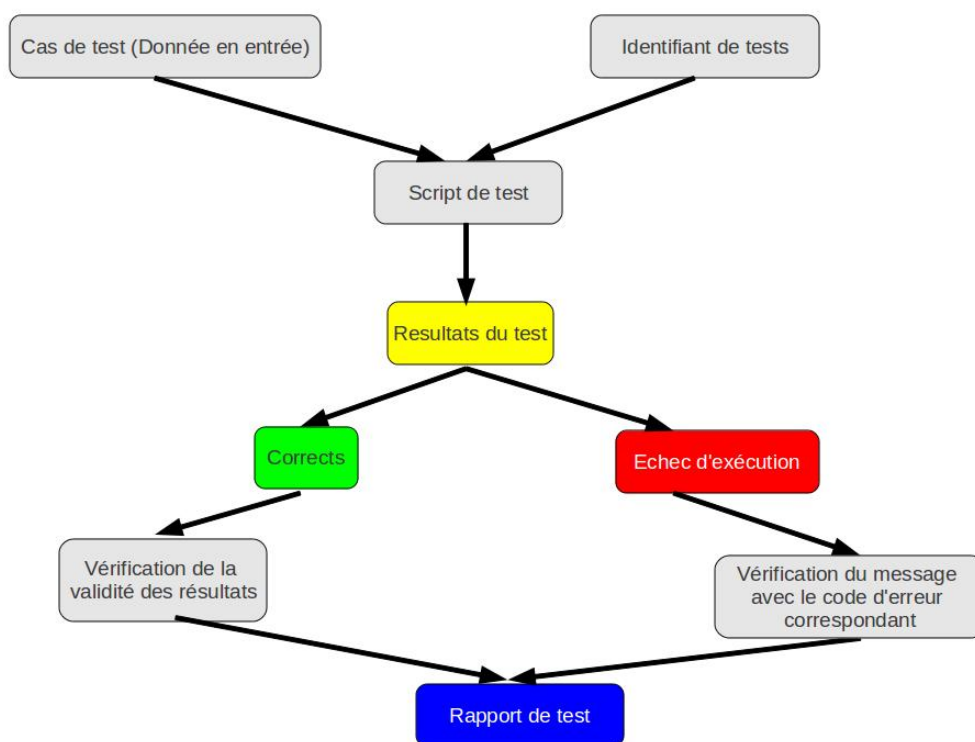 Cas de test (Donnée en entrée)
Identifiant de tests
Script de test
Resultats du test
Corrects
Echec d'exécution
Vérification de la
validité des résultats
Vérification du message
avec le code d'erreur
correspondant
Rapport de test